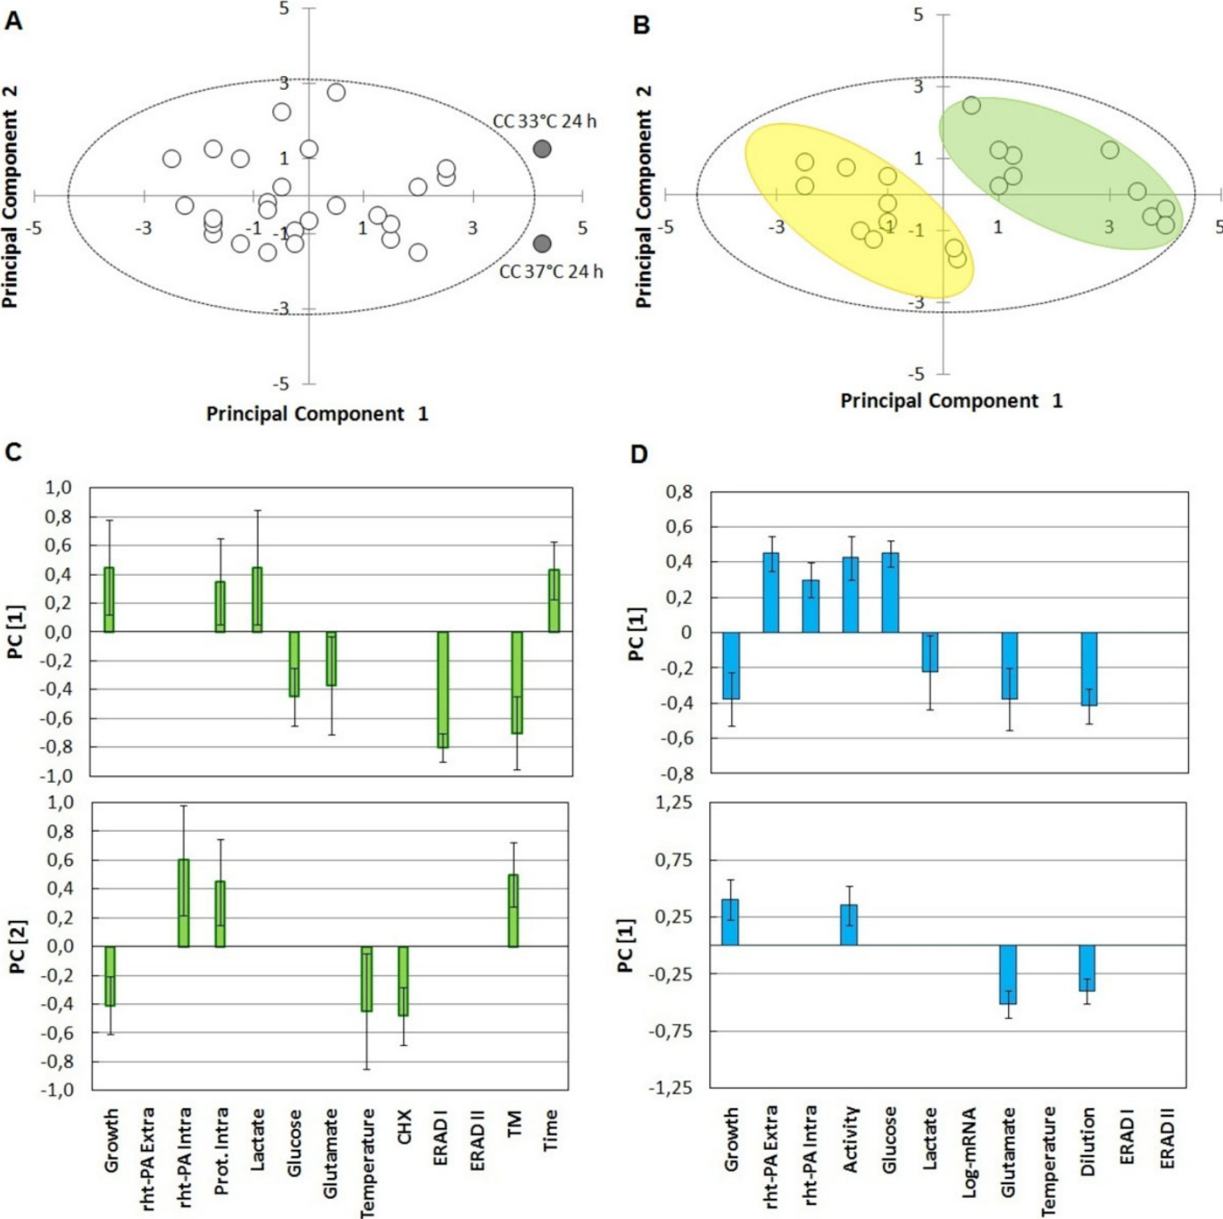 A
5
3
1
-1
-3
-5
-5
-3
-1
1
3
5
CC 33°C 24 h
CC 37°C 24 h
Principal Component 2
Principal Component 1
B
5
3
1
-1
-3
-5
-5
-3
-1
1
3
5
Principal Component 2
Principal Component 1
C
PC [1]
1,0
0,8
0,6
0,4
0,2
0,0
-0,2
-0,4
-0,6
-0,8
-1,0
PC [2]
1,0
0,8
0,6
0,4
0,2
0,0
-0,2
-0,4
-0,6
-0,8
-1,0
Growth
rht-PA Extra
rht-PA Intra
Prot. Intra
Lactate
Glucose
Glutamate
Temperature
CHX
ERAD I
ERAD II
TM
Time
D
PC [1]
0,8
0,6
0,4
0,2
0
-0,2
-0,4
-0,6
-0,8
PC [1]
1,25
0,75
0,25
-0,25
-0,75
-1,25
Growth
rht-PA Extra
rht-PA Intra
Activity
Glucose
Lactate
Log-mRNA
Glutamate
Temperature
Dilution
ERAD I
ERAD II